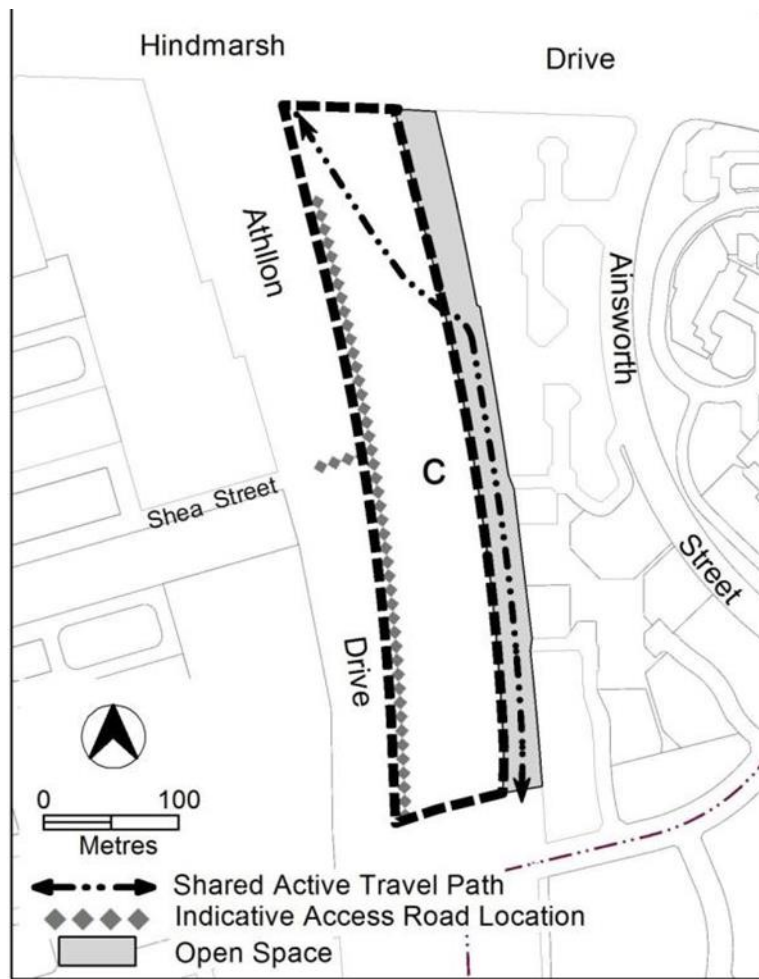 Hindmarsh Drive
Athllon
Ainsworth
C
Shea Street
Street
Drive
0 100
Metres
Shared Active Travel Path
Indicative Access Road Location
Open Space